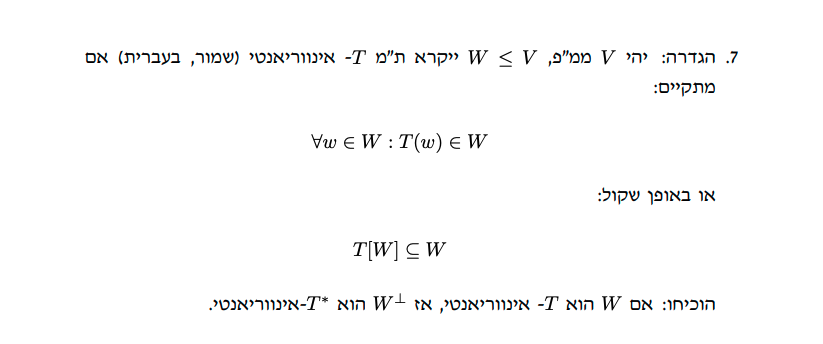 7. הגדרה: יהי V ממ"פ, W ≤ V ייקרא ת"מ T- אינווריאנטי (שמור, בעברית) אם
מתקיים:
∀w ∈ W : T(w) ∈ W
או באופן שקול:
T[W] ⊆ W
הוכיחו: אם W הוא T- אינווריאנטי, אז W^⊥ הוא T*-אינווריאנטי.